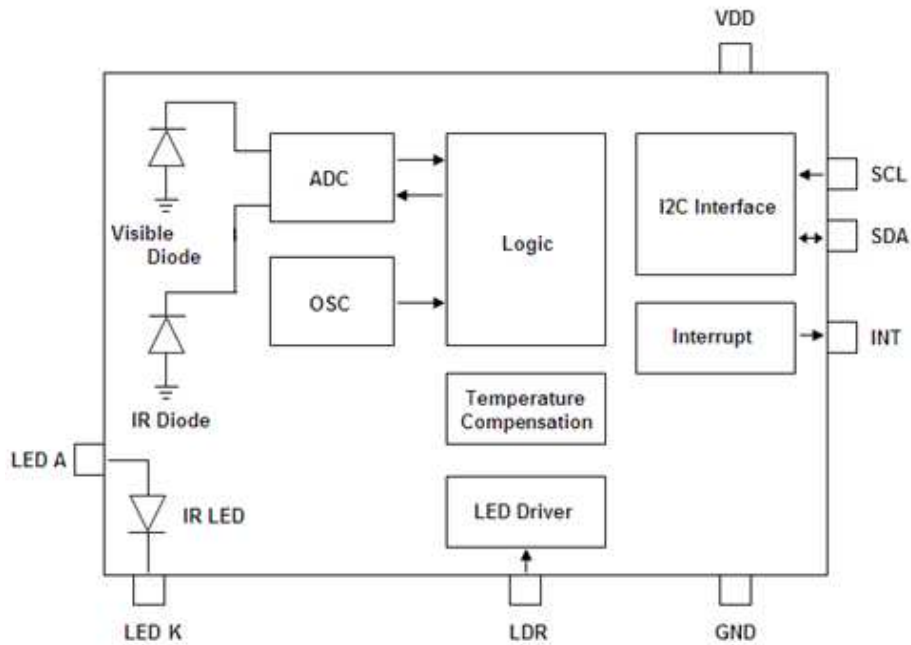 VDD
ADC
SCL
I2C Interface
Visible
Diode
Logic
SDA
OSC
Interrupt
INT
IR Diode
Temperature
Compensation
LED A
IR LED
LED Driver
LED K
LDR
GND